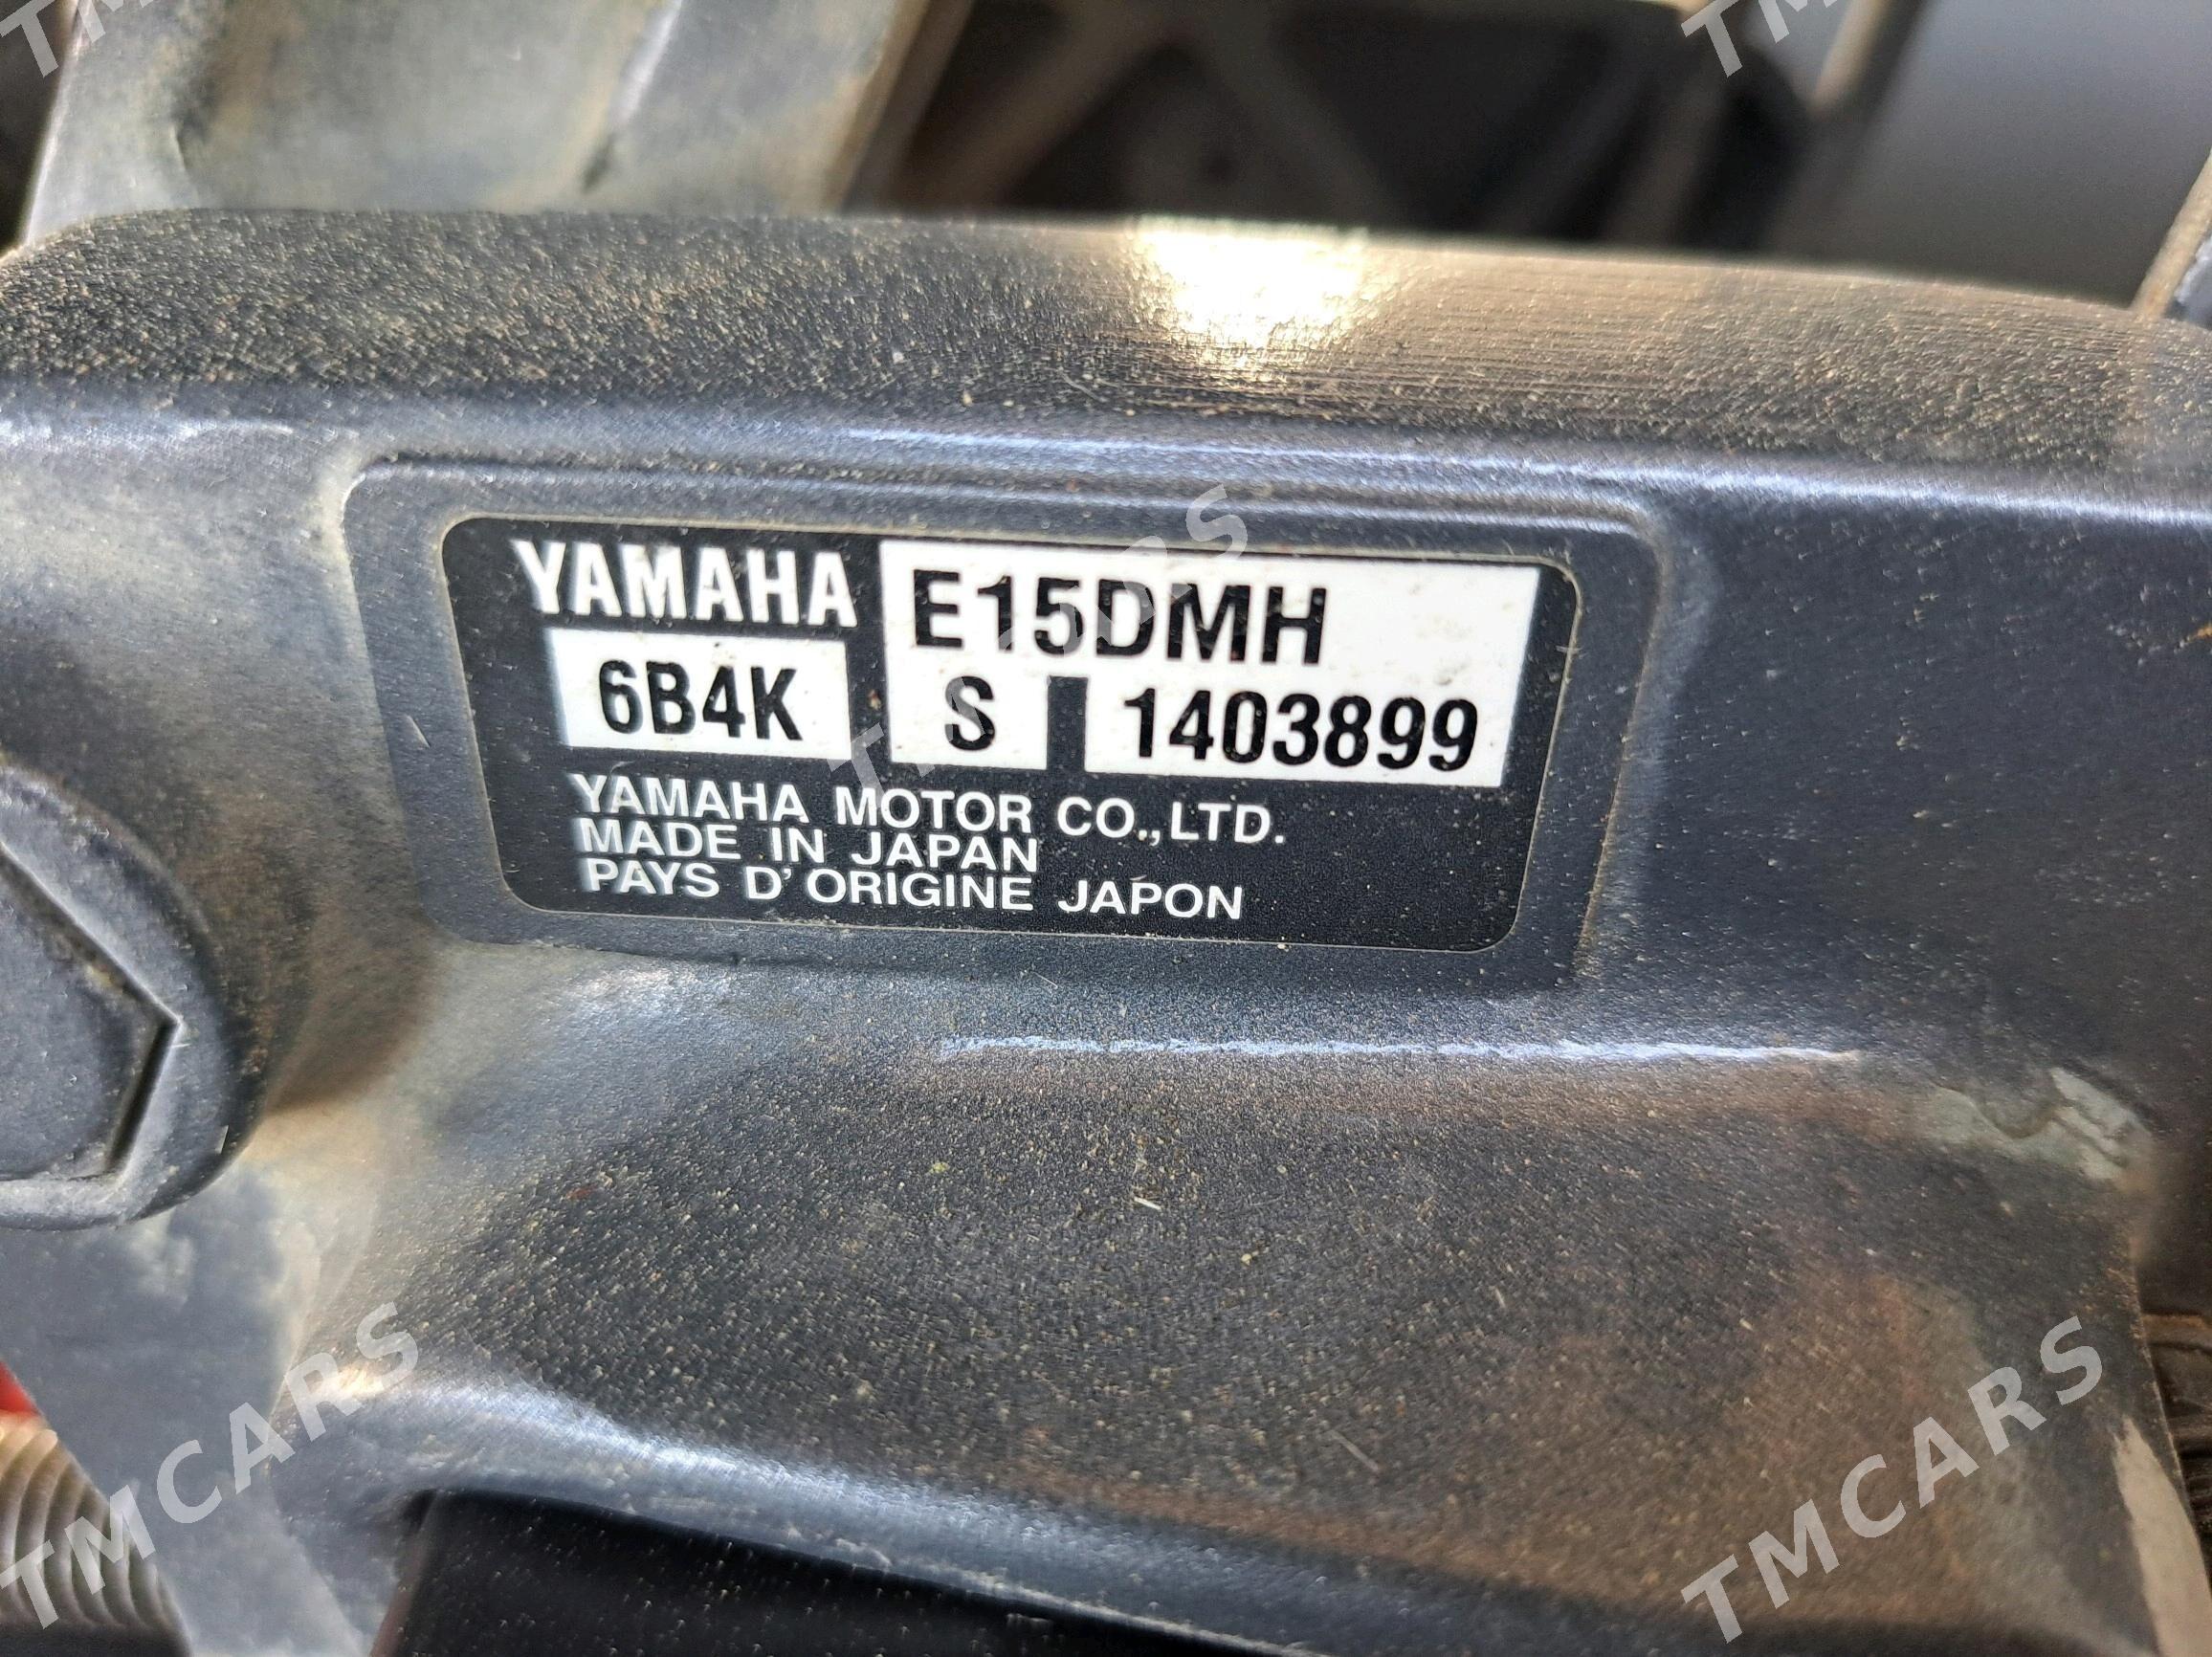 YAMAHA E15DMH
6B4K S 1403899
YAMAHA MOTOR CO.,LTD.
MADE IN JAPAN
PAYS D'ORIGINE JAPON
TMCARS
TMCARS
TMCARS